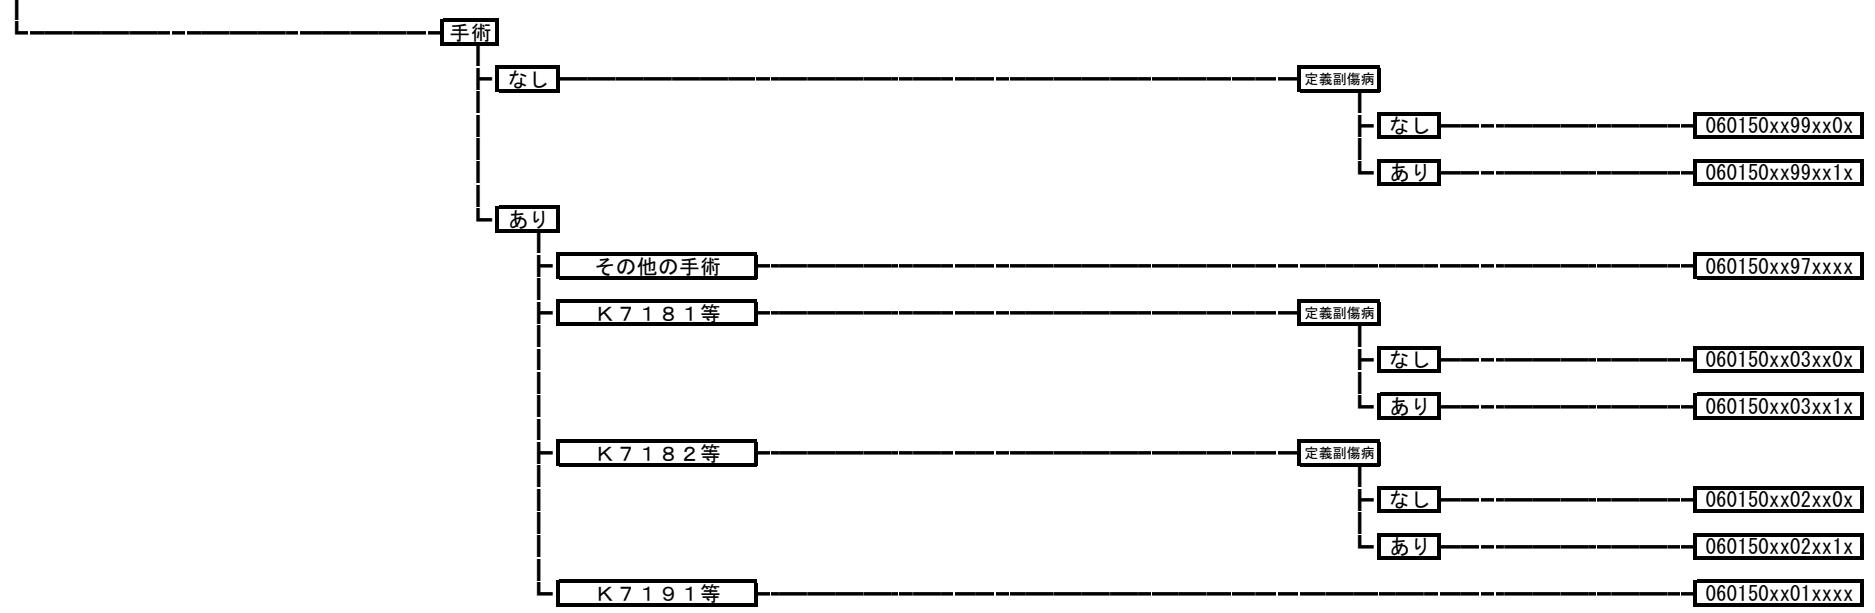 手術
なし 定義副傷病
なし 060150xx99xx0x
あり 060150xx99xx1x
あり
その他の手術 060150xx97xxxx
K7181等 定義副傷病
なし 060150xx03xx0x
あり 060150xx03xx1x
K7182等 定義副傷病
なし 060150xx02xx0x
あり 060150xx02xx1x
K7191等 060150xx01xxxx